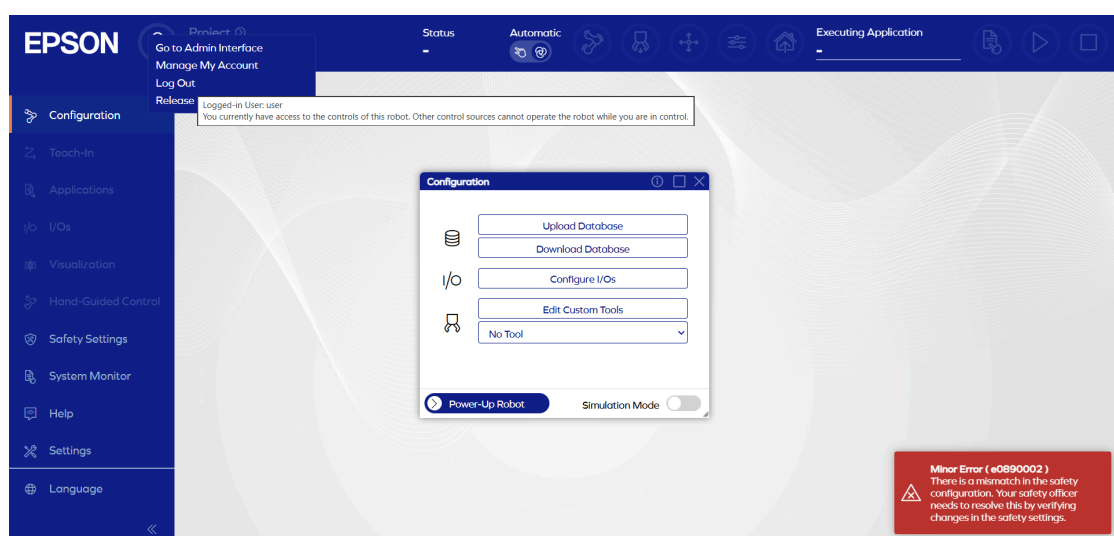 EPSON
Project
Status
-
Automatic
Executing Application
-
Go to Admin Interface
Manage My Account
Log Out
Release
Logged-in User: user
You currently have access to the controls of this robot. Other control sources cannot operate the robot while you are in control.
Configuration
Teach-In
Applications
I/O I/Os
Visualization
Hand-Guided Control
Safety Settings
System Monitor
Help
Settings
Language
Configuration
Upload Database
Download Database
I/O
Configure I/Os
Edit Custom Tools
No Tool
Power-Up Robot
Simulation Mode
Minor Error ( e0890002 )
There is a mismatch in the safety
configuration. Your safety officer
needs to resolve this by verifying
changes in the safety settings.